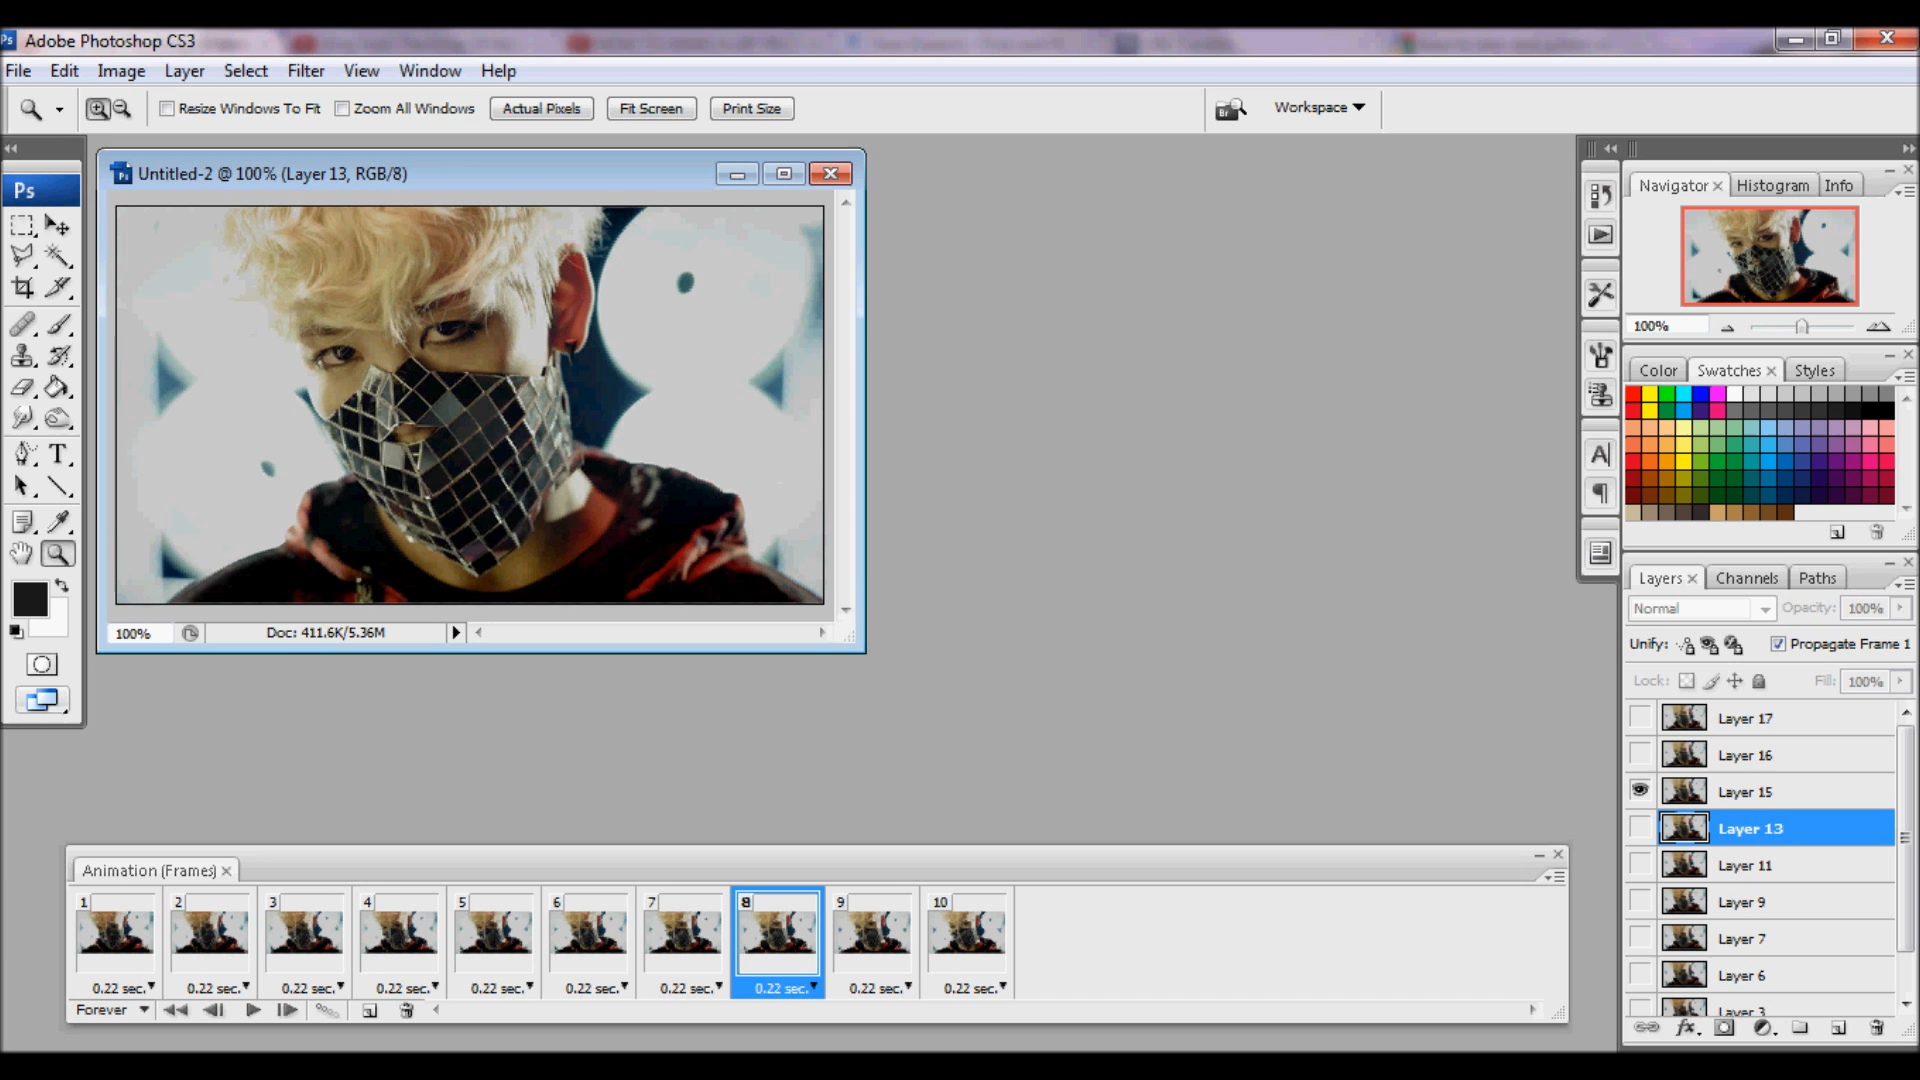 Ps Adobe Photoshop CS3
File Edit Image Layer Select Filter View Window Help
Resize Windows To Fit Zoom All Windows Actual Pixels Fit Screen Print Size Br Workspace
Ps
Untitled-2 @ 100% (Layer 13, RGB/8)
100% Doc: 411.6K/5.36M
Navigator Histogram Info
100%
Color Swatches Styles
Layers Channels Paths
Normal Opacity: 100%
Unify: Propagate Frame 1
Lock: Fill: 100%
Layer 17
Layer 16
Layer 15
Layer 13
Layer 11
Layer 9
Layer 7
Layer 6
Layer 3
Animation (Frames)
1 2 3 4 5 6 7 8 9 10
0.22 sec. 0.22 sec. 0.22 sec. 0.22 sec. 0.22 sec. 0.22 sec. 0.22 sec. 0.22 sec. 0.22 sec. 0.22 sec.
Forever